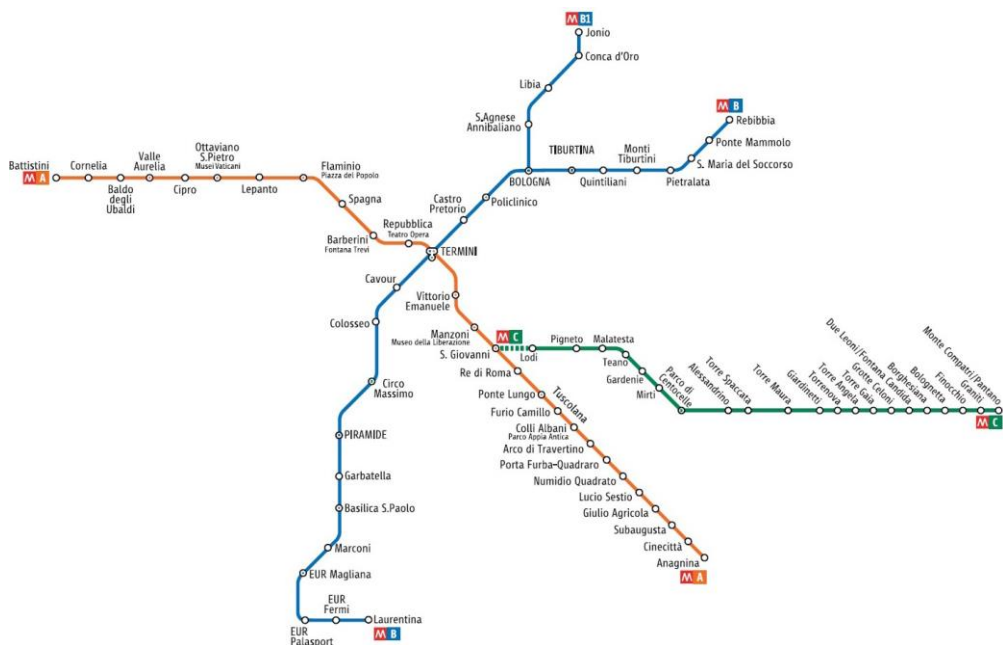 M B1
Jonio
Conca d'Oro
Libia
S.Agnese
Annibaliano
M B
Rebibbia
Ponte Mammolo
S. Maria del Soccorso
TIBURTINA
Monti
Tiburtini
BOLOGNA
Quintiliani
Pietralata
Battistini
M A
Cornelia
Baldo
degli
Ubaldi
Valle
Aurelia
Cipro
Ottaviano
S.Pietro
Musei Vaticani
Lepanto
Flaminio
Piazza del Popolo
Spagna
Barberini
Fontana Trevi
Repubblica
Teatro Opera
Castro
Pretorio
Policlinico
TERMINI
Cavour
Colosseo
Circo
Massimo
PIRAMIDE
Garbatella
Basilica S.Paolo
Marconi
EUR Magliana
EUR
Palasport
EUR
Fermi
Laurentina
M B
Vittorio
Emanuele
Manzoni
Museo della Liberazione
S. Giovanni
M C
Lodi
Pigneto
Malatesta
Teano
Gardenie
Mirti
Parco di
Centocelle
Alessandrino
Torre Spaccata
Torre Maura
Giardinetti
Torrenova
Torre Angela
Torre Gaia
Grotte Celoni
Due Leoni/Fontana Candida
Borghesiana
Bolognetta
Finocchio
Graniti
Monte Compatri/Pantano
M C
Re di Roma
Ponte Lungo
Tuscolana
Furio Camillo
Colli Albani
Parco Appia Antica
Arco di Travertino
Porta Furba-Quadraro
Numidio Quadrato
Lucio Sestio
Giulio Agricola
Subaugusta
Cinecittà
Anagnina
M A